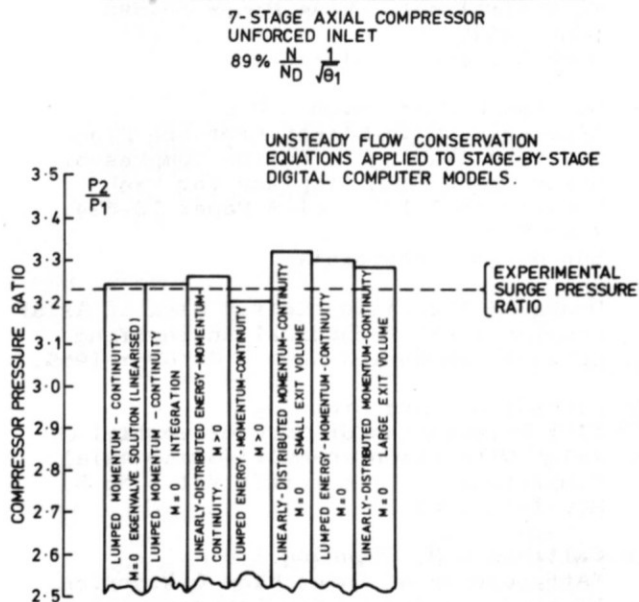 7-STAGE AXIAL COMPRESSOR
UNFORCED INLET
89% N/ND 1/√θ1
UNSTEADY FLOW CONSERVATION
EQUATIONS APPLIED TO STAGE-BY-STAGE
DIGITAL COMPUTER MODELS.
P2/P1
COMPRESSOR PRESSURE RATIO
3·5
3·4
3·3
3·2
3·1
3·0
2·9
2·8
2·7
2·6
2·5
EXPERIMENTAL
SURGE PRESSURE
RATIO
LUMPED MOMENTUM-CONTINUITY
M=0 EIGENVALVE SOLUTION (LINEARISED)
LUMPED MOMENTUM-CONTINUITY
M=0 INTEGRATION
LINEARLY-DISTRIBUTED ENERGY-MOMENTUM-
CONTINUITY M>0
LUMPED ENERGY-MOMENTUM-CONTINUITY
M>0
LINEARLY-DISTRIBUTED MOMENTUM-CONTINUITY
M=0 SMALL EXIT VOLUME
LUMPED ENERGY-MOMENTUM-CONTINUITY
M=0
LINEARLY-DISTRIBUTED MOMENTUM-CONTINUITY
M=0 LARGE EXIT VOLUME